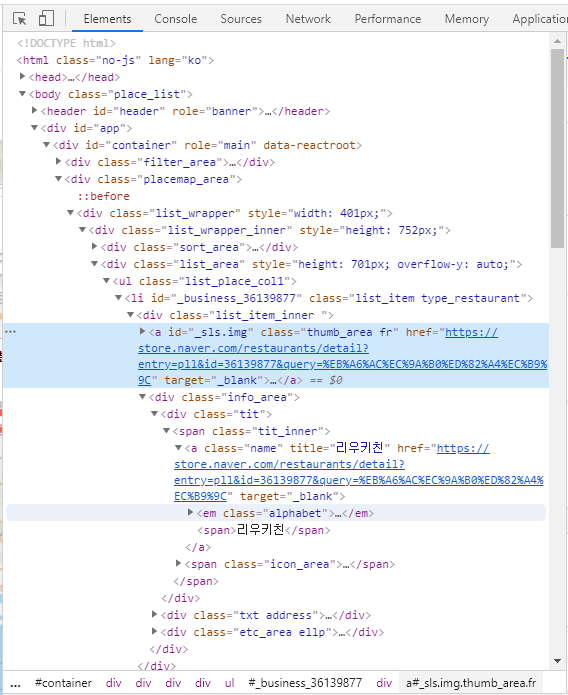 Elements Console Sources Network Performance Memory Application
<!DOCTYPE html>
<html class="no-js" lang="ko">
<head>…</head>
<body class="place_list">
<header id="header" role="banner">…</header>
<div id="app">
<div id="container" role="main" data-reactroot>
<div class="filter_area">…</div>
<div class="placemap_area">
::before
<div class="list_wrapper" style="width: 401px;">
<div class="list_wrapper_inner" style="height: 752px;">
<div class="sort_area">…</div>
<div class="list_area" style="height: 701px; overflow-y: auto;">
<ul class="list_place_col1">
<li id="_business_36139877" class="list_item type_restaurant">
<div class="list_item_inner ">
… <a id="_sls.img" class="thumb_area fr" href="https://
store.naver.com/restaurants/detail?
entry=pll&id=36139877&query=%EB%A6%AC%EC%9A%B0%ED%82%A4%EC%B9%
9C" target="_blank">…</a> == $0
<div class="info_area">
<div class="tit">
<span class="tit_inner">
<a class="name" title="리우키친" href="https://
store.naver.com/restaurants/detail?
entry=pll&id=36139877&query=%EB%A6%AC%EC%9A%B0%ED%82%A4%
EC%B9%9C" target="_blank">
<em class="alphabet">…</em>
<span>리우키친</span>
</a>
<span class="icon_area">…</span>
</span>
</div>
<div class="txt address">…</div>
<div class="etc_area ellp">…</div>
</div>
</div>
… #container div div div div ul #_business_36139877 div a#_sls.img.thumb_area.fr